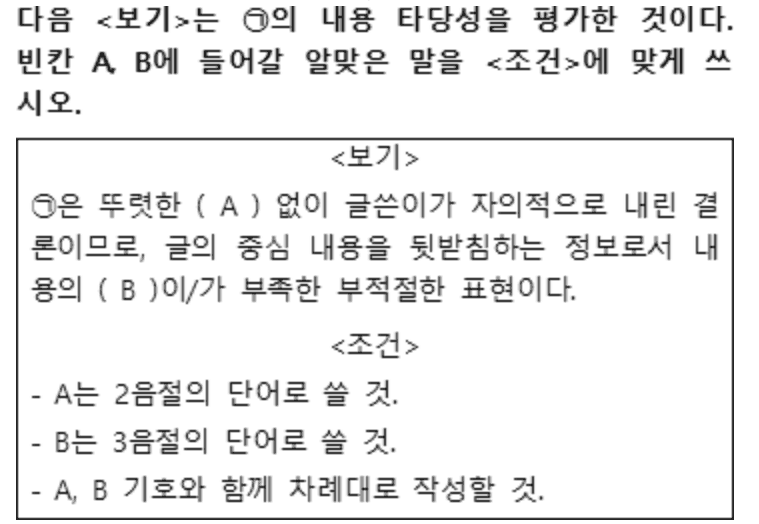 다음 <보기>는 ㉠의 내용 타당성을 평가한 것이다.
빈칸 A, B에 들어갈 알맞은 말을 <조건>에 맞게 쓰
시오.
<보기>
㉠은 뚜렷한 ( A ) 없이 글쓴이가 자의적으로 내린 결
론이므로, 글의 중심 내용을 뒷받침하는 정보로서 내
용의 ( B )이/가 부족한 부적절한 표현이다.
<조건>
- A는 2음절의 단어로 쓸 것.
- B는 3음절의 단어로 쓸 것.
- A, B 기호와 함께 차례대로 작성할 것.